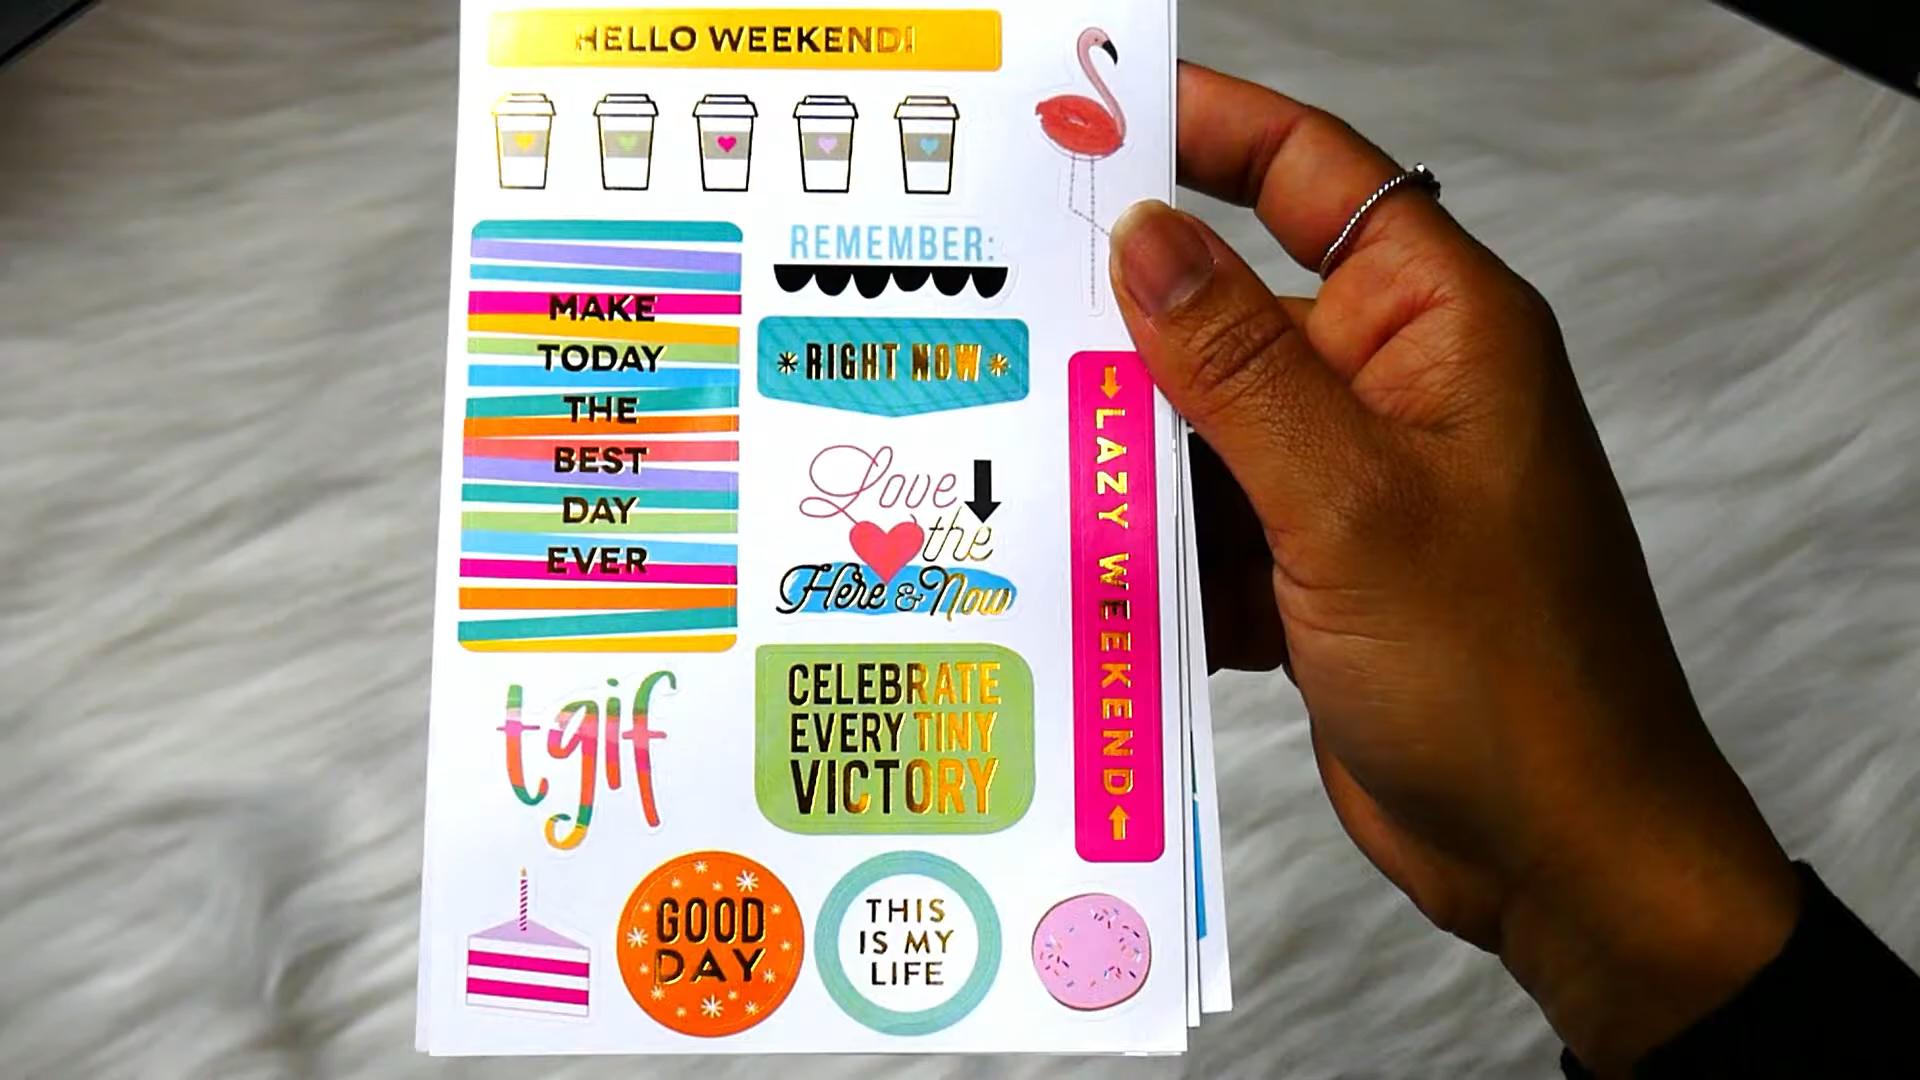 HELLO WEEKEND!
REMEMBER:
MAKE
TODAY
THE
BEST
DAY
EVER
*RIGHT NOW*
Love
the
Here & Now
LAZY WEEKEND
tgif
CELEBRATE
EVERY TINY
VICTORY
GOOD
DAY
THIS
IS MY
LIFE